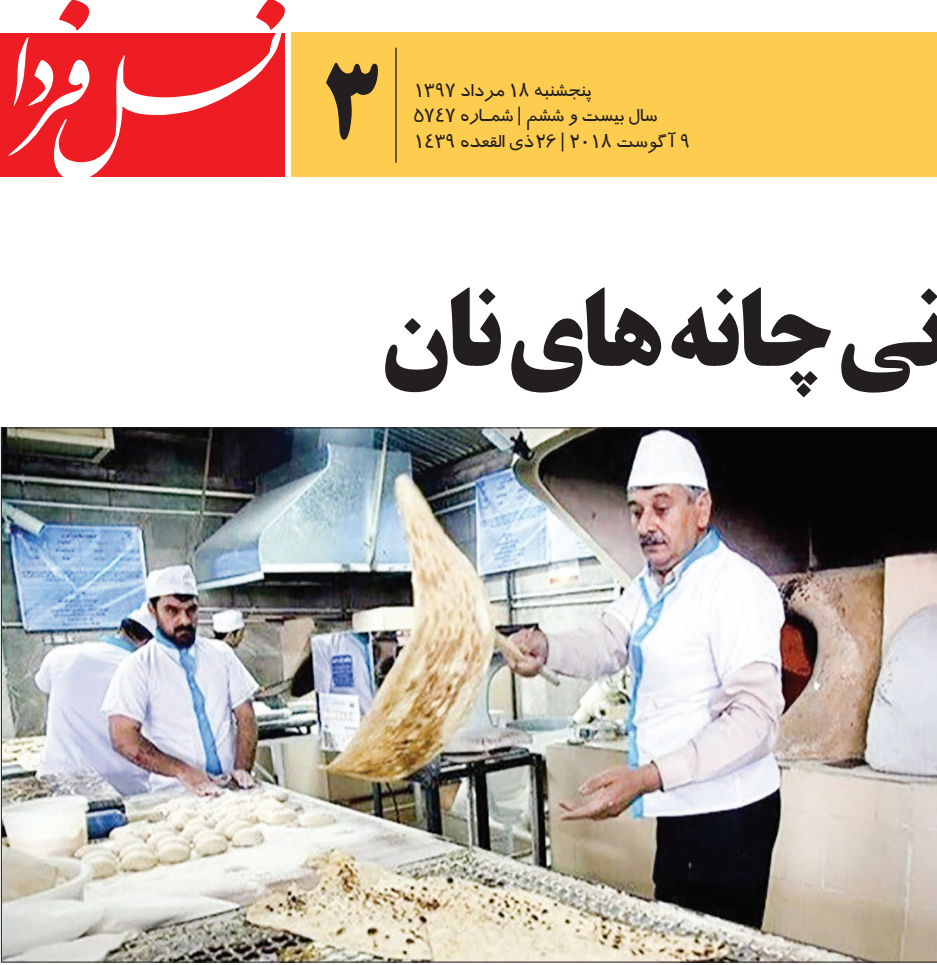 نسل فردا
۳
پنجشنبه ۱۸ مرداد ۱۳۹۷
سال بیست و ششم | شمـاره ۵۷۴۷
۹ آگوست ۲۰۱۸ | ۲۶ ذی القعده ۱۴۳۹
نی چانه های نان